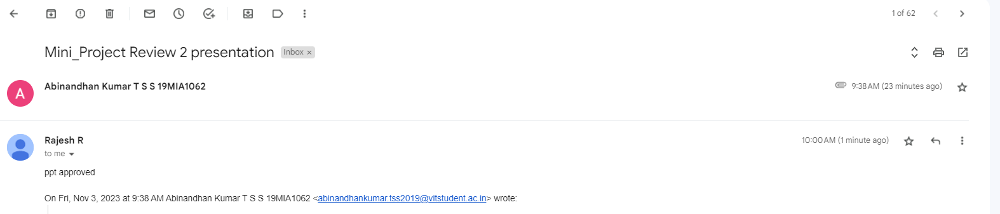 1 of 62
Mini_Project Review 2 presentation Inbox ×
A
Abinandhan Kumar T S S 19MIA1062 9:38 AM (23 minutes ago)
Rajesh R 10:00 AM (1 minute ago)
to me
ppt approved
On Fri, Nov 3, 2023 at 9:38 AM Abinandhan Kumar T S S 19MIA1062 <abinandhankumar.tss2019@vitstudent.ac.in> wrote: